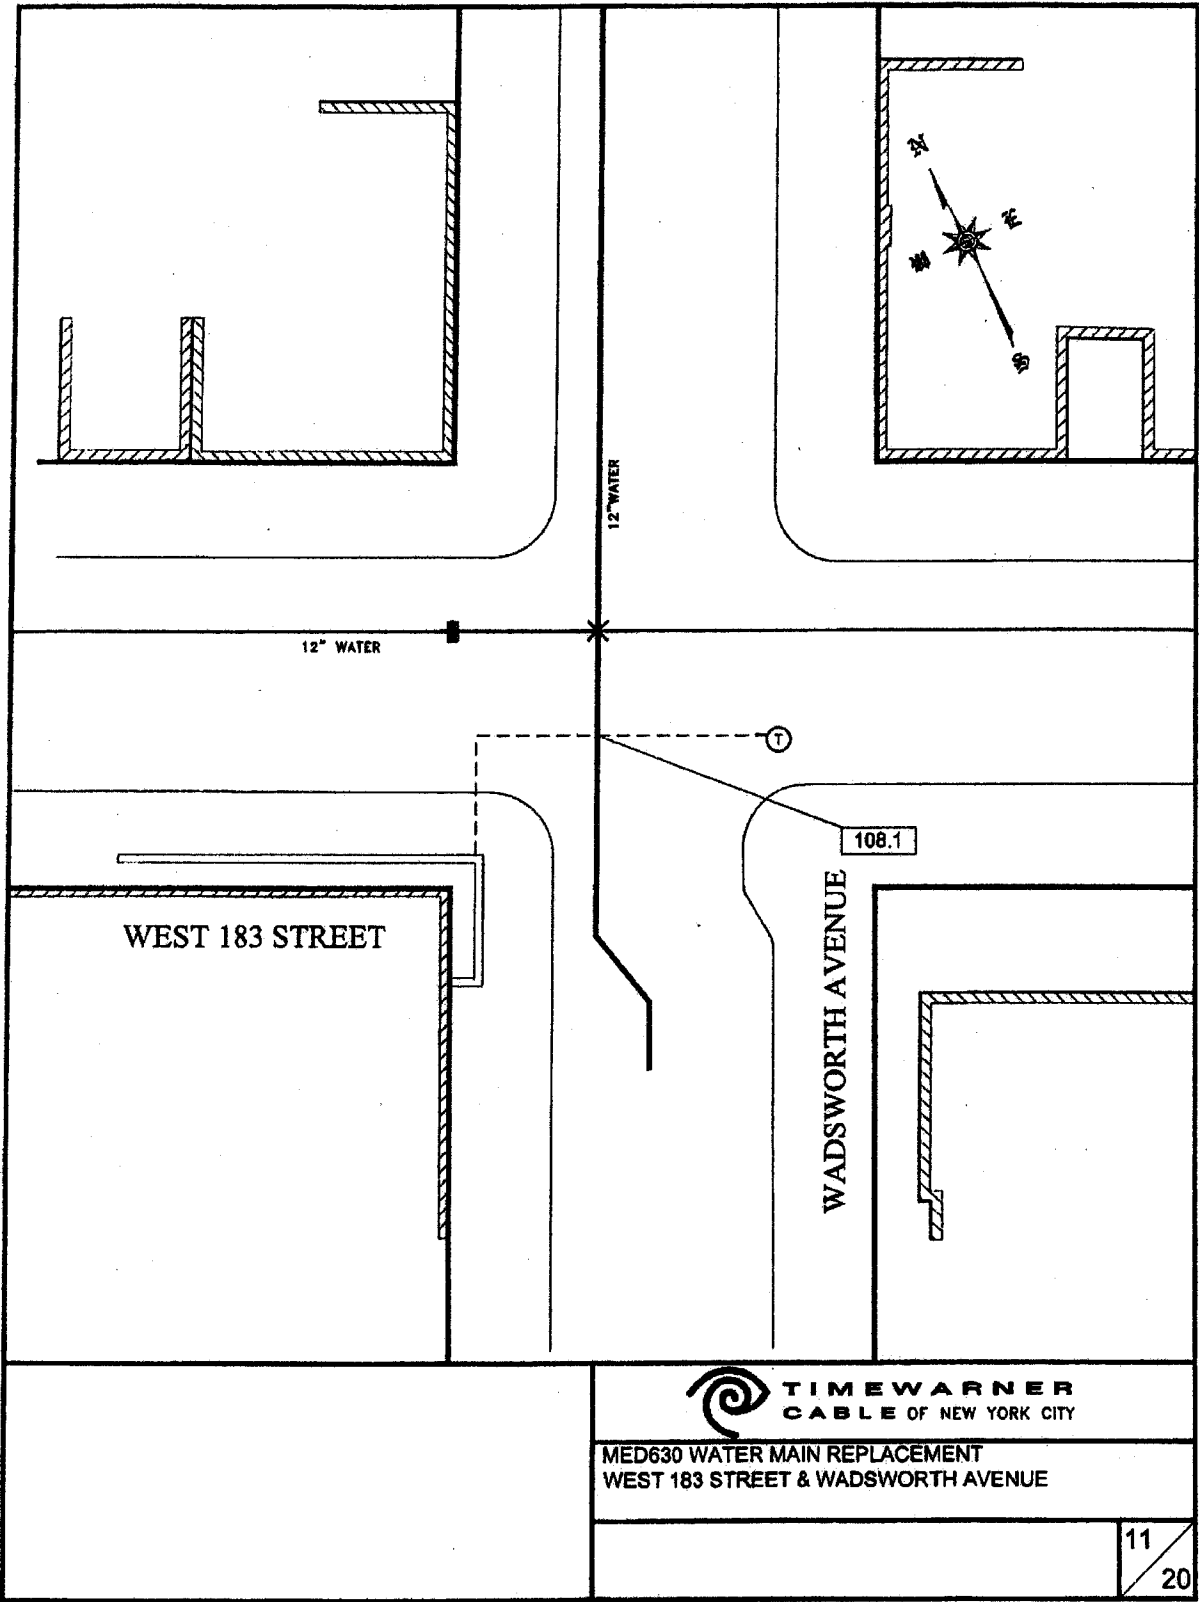 N
E
W
S
12" WATER
12" WATER
T
108.1
WEST 183 STREET
WADSWORTH AVENUE
TIMEWARNER
CABLE OF NEW YORK CITY
MED630 WATER MAIN REPLACEMENT
WEST 183 STREET & WADSWORTH AVENUE
11
20